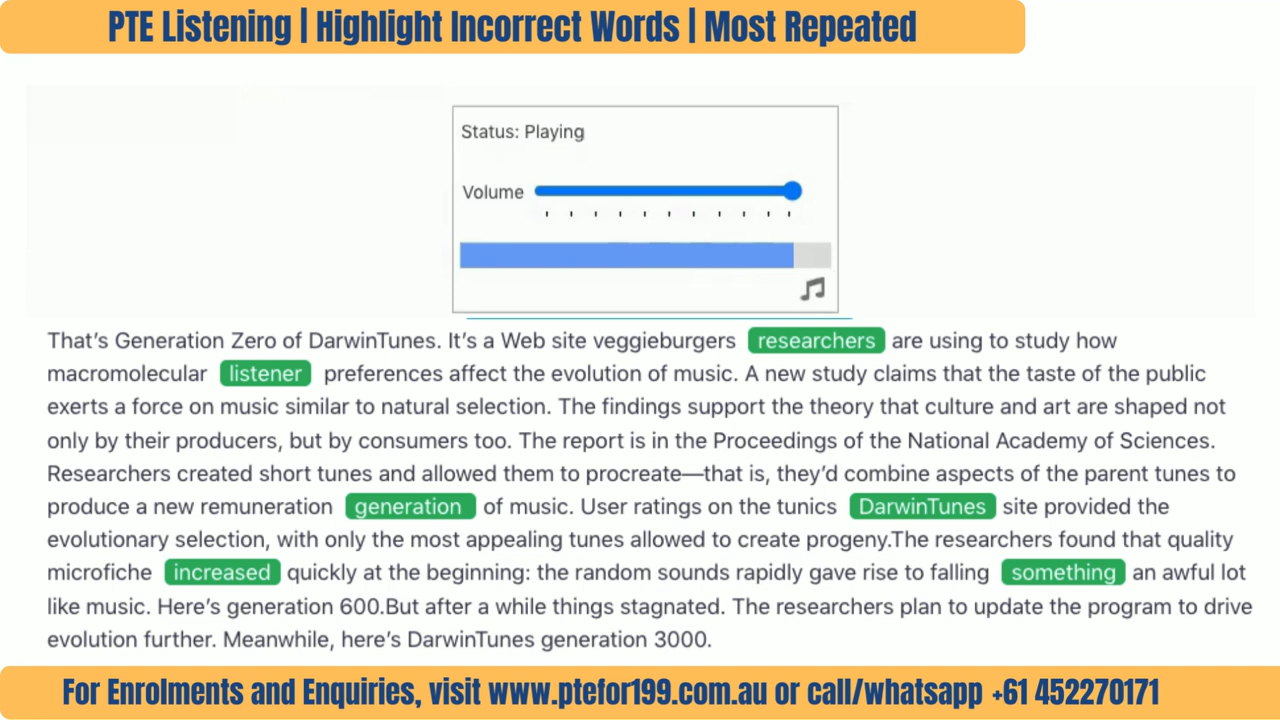 PTE Listening | Highlight Incorrect Words | Most Repeated
Status: Playing
Volume
That's Generation Zero of DarwinTunes. It's a Web site veggieburgers researchers are using to study how
macromolecular listener preferences affect the evolution of music. A new study claims that the taste of the public
exerts a force on music similar to natural selection. The findings support the theory that culture and art are shaped not
only by their producers, but by consumers too. The report is in the Proceedings of the National Academy of Sciences.
Researchers created short tunes and allowed them to procreate—that is, they'd combine aspects of the parent tunes to
produce a new remuneration generation of music. User ratings on the tunics DarwinTunes site provided the
evolutionary selection, with only the most appealing tunes allowed to create progeny.The researchers found that quality
microfiche increased quickly at the beginning: the random sounds rapidly gave rise to falling something an awful lot
like music. Here's generation 600.But after a while things stagnated. The researchers plan to update the program to drive
evolution further. Meanwhile, here's DarwinTunes generation 3000.
For Enrolments and Enquiries, visit www.ptefor199.com.au or call/whatsapp +61 452270171